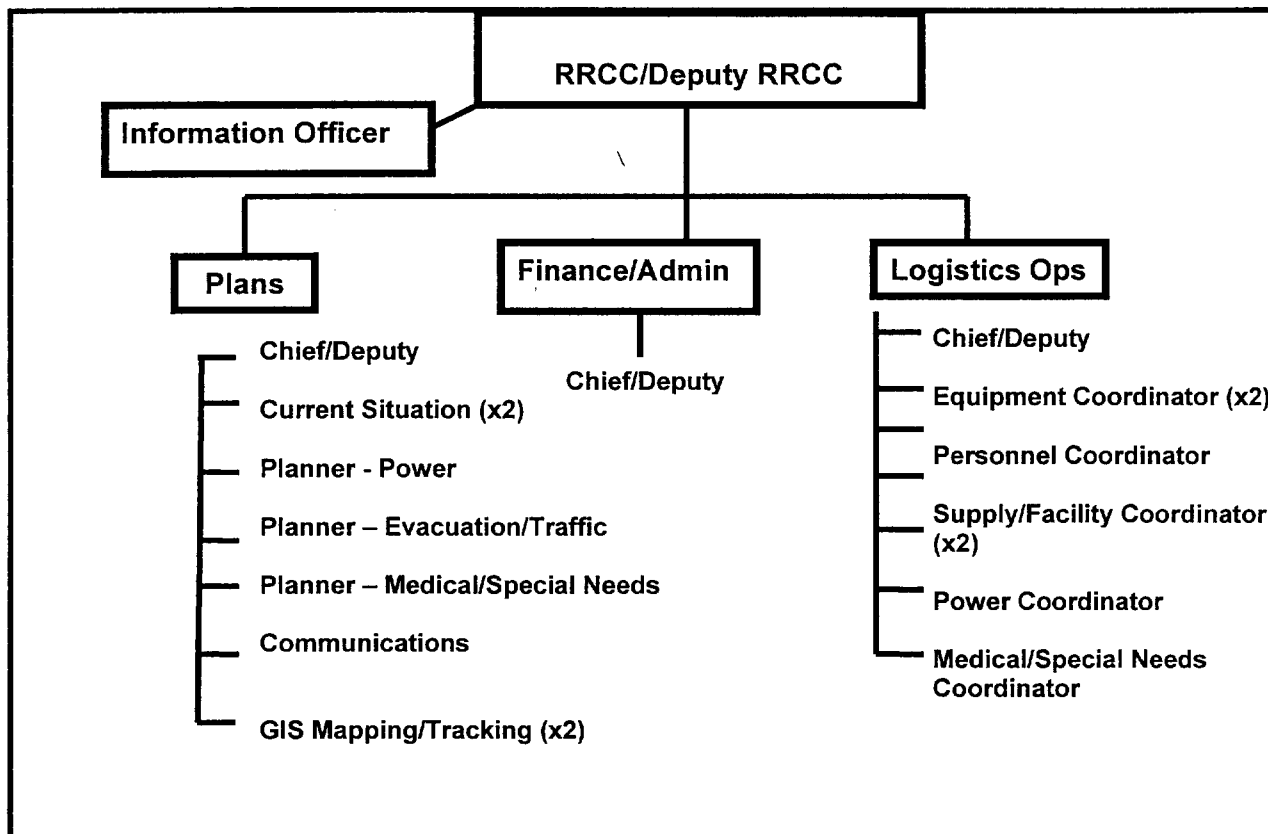 RRCC/Deputy RRCC
Information Officer
Plans
Finance/Admin
Logistics Ops
Chief/Deputy
Current Situation (x2)
Planner - Power
Planner – Evacuation/Traffic
Planner – Medical/Special Needs
Communications
GIS Mapping/Tracking (x2)
Chief/Deputy
Chief/Deputy
Equipment Coordinator (x2)
Personnel Coordinator
Supply/Facility Coordinator
(x2)
Power Coordinator
Medical/Special Needs
Coordinator